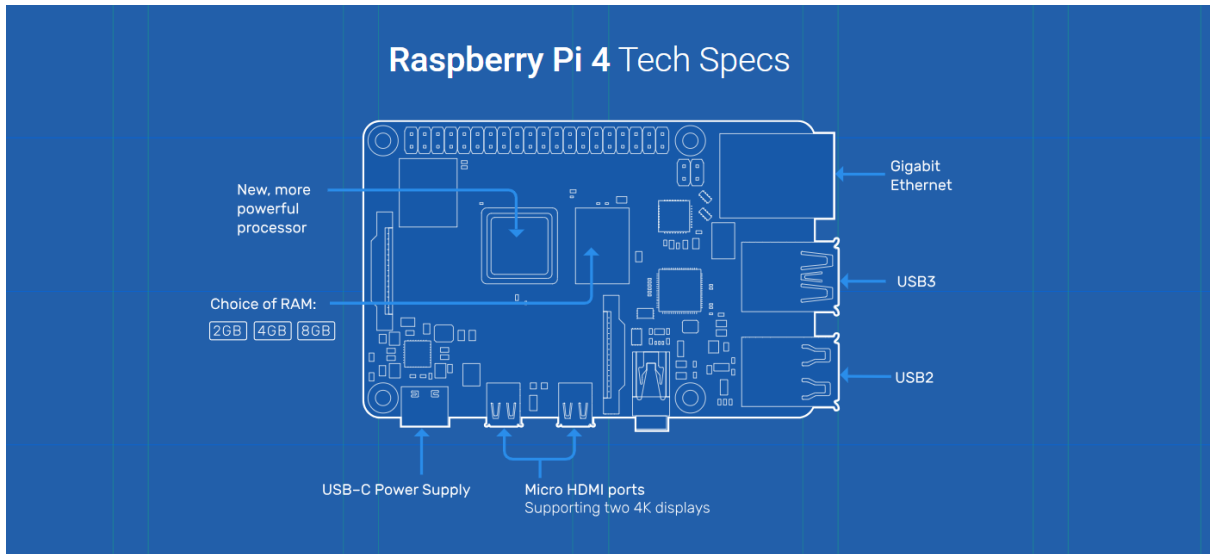 Raspberry Pi 4 Tech Specs
New, more
powerful
processor
Choice of RAM:
2GB 4GB 8GB
Gigabit
Ethernet
USB3
USB2
USB-C Power Supply
Micro HDMI ports
Supporting two 4K displays